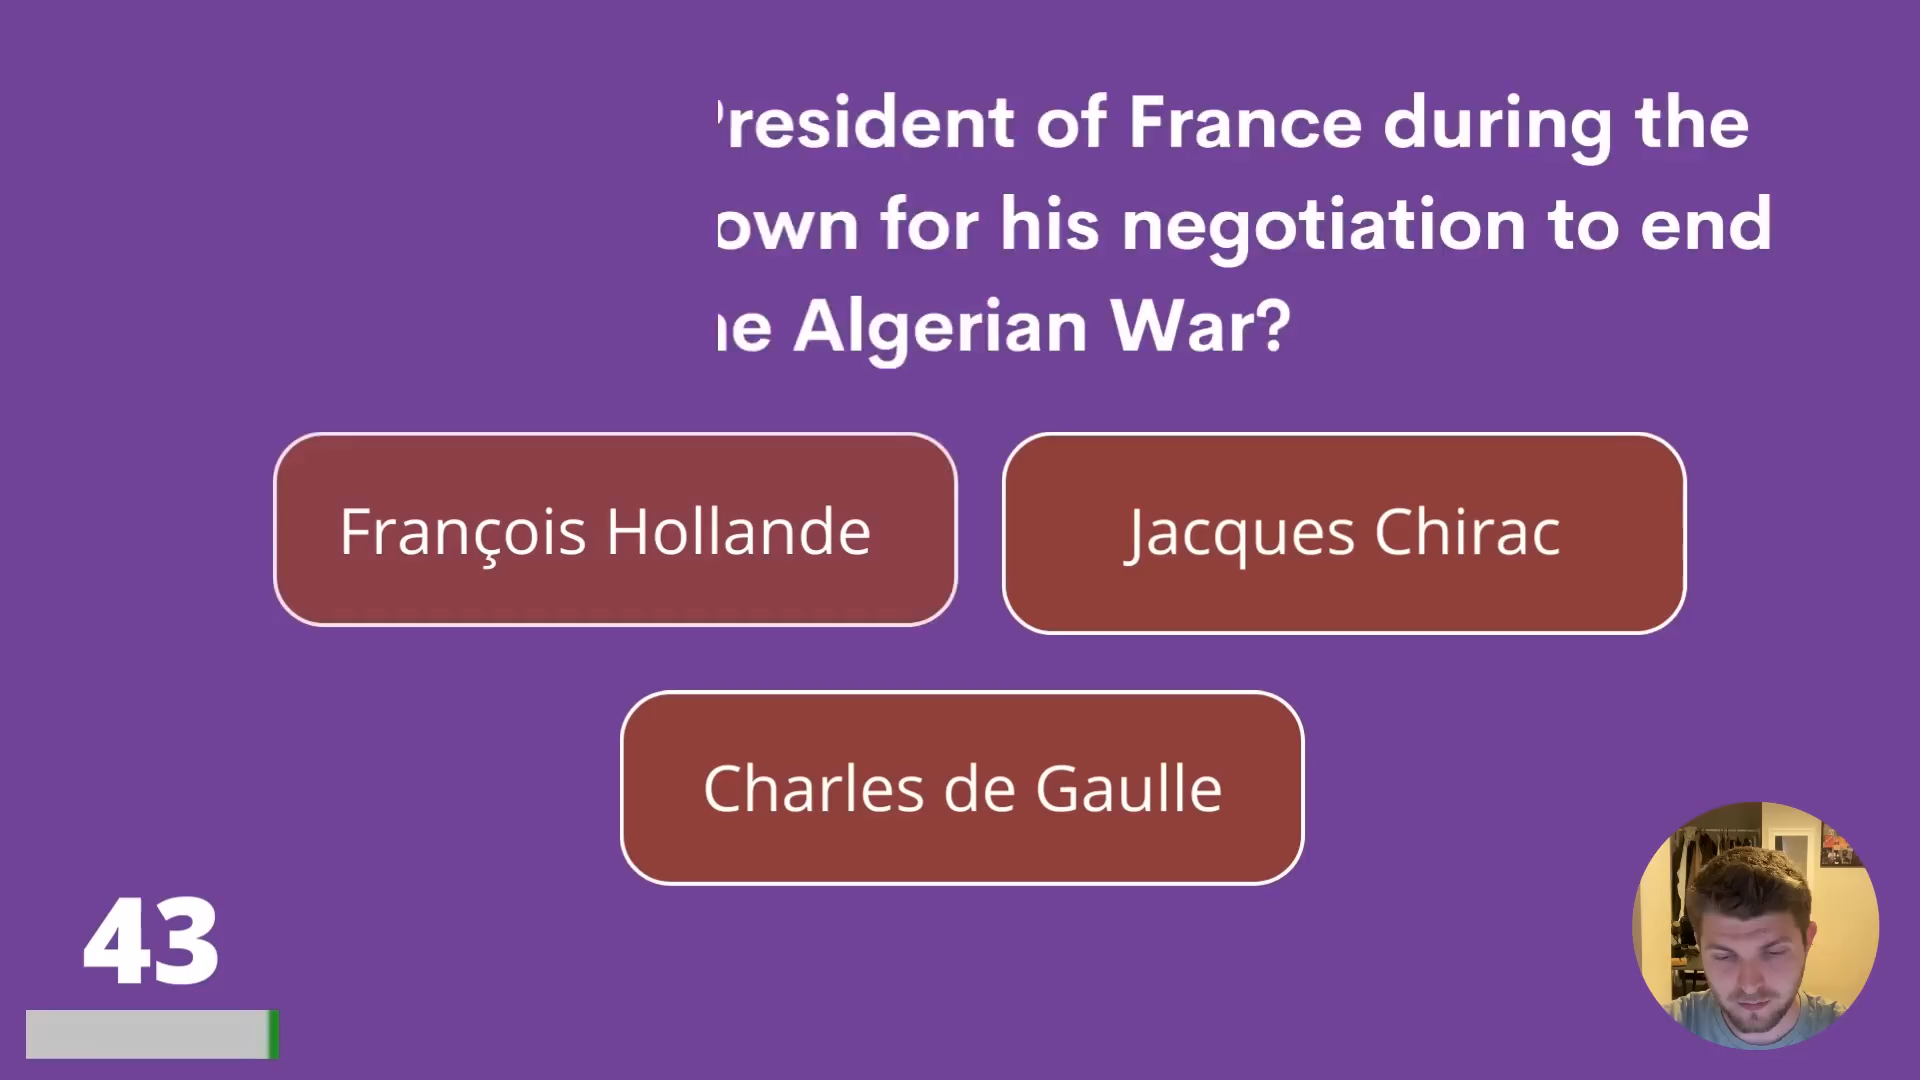 resident of France during the
own for his negotiation to end
e Algerian War?
François Hollande
Jacques Chirac
Charles de Gaulle
43